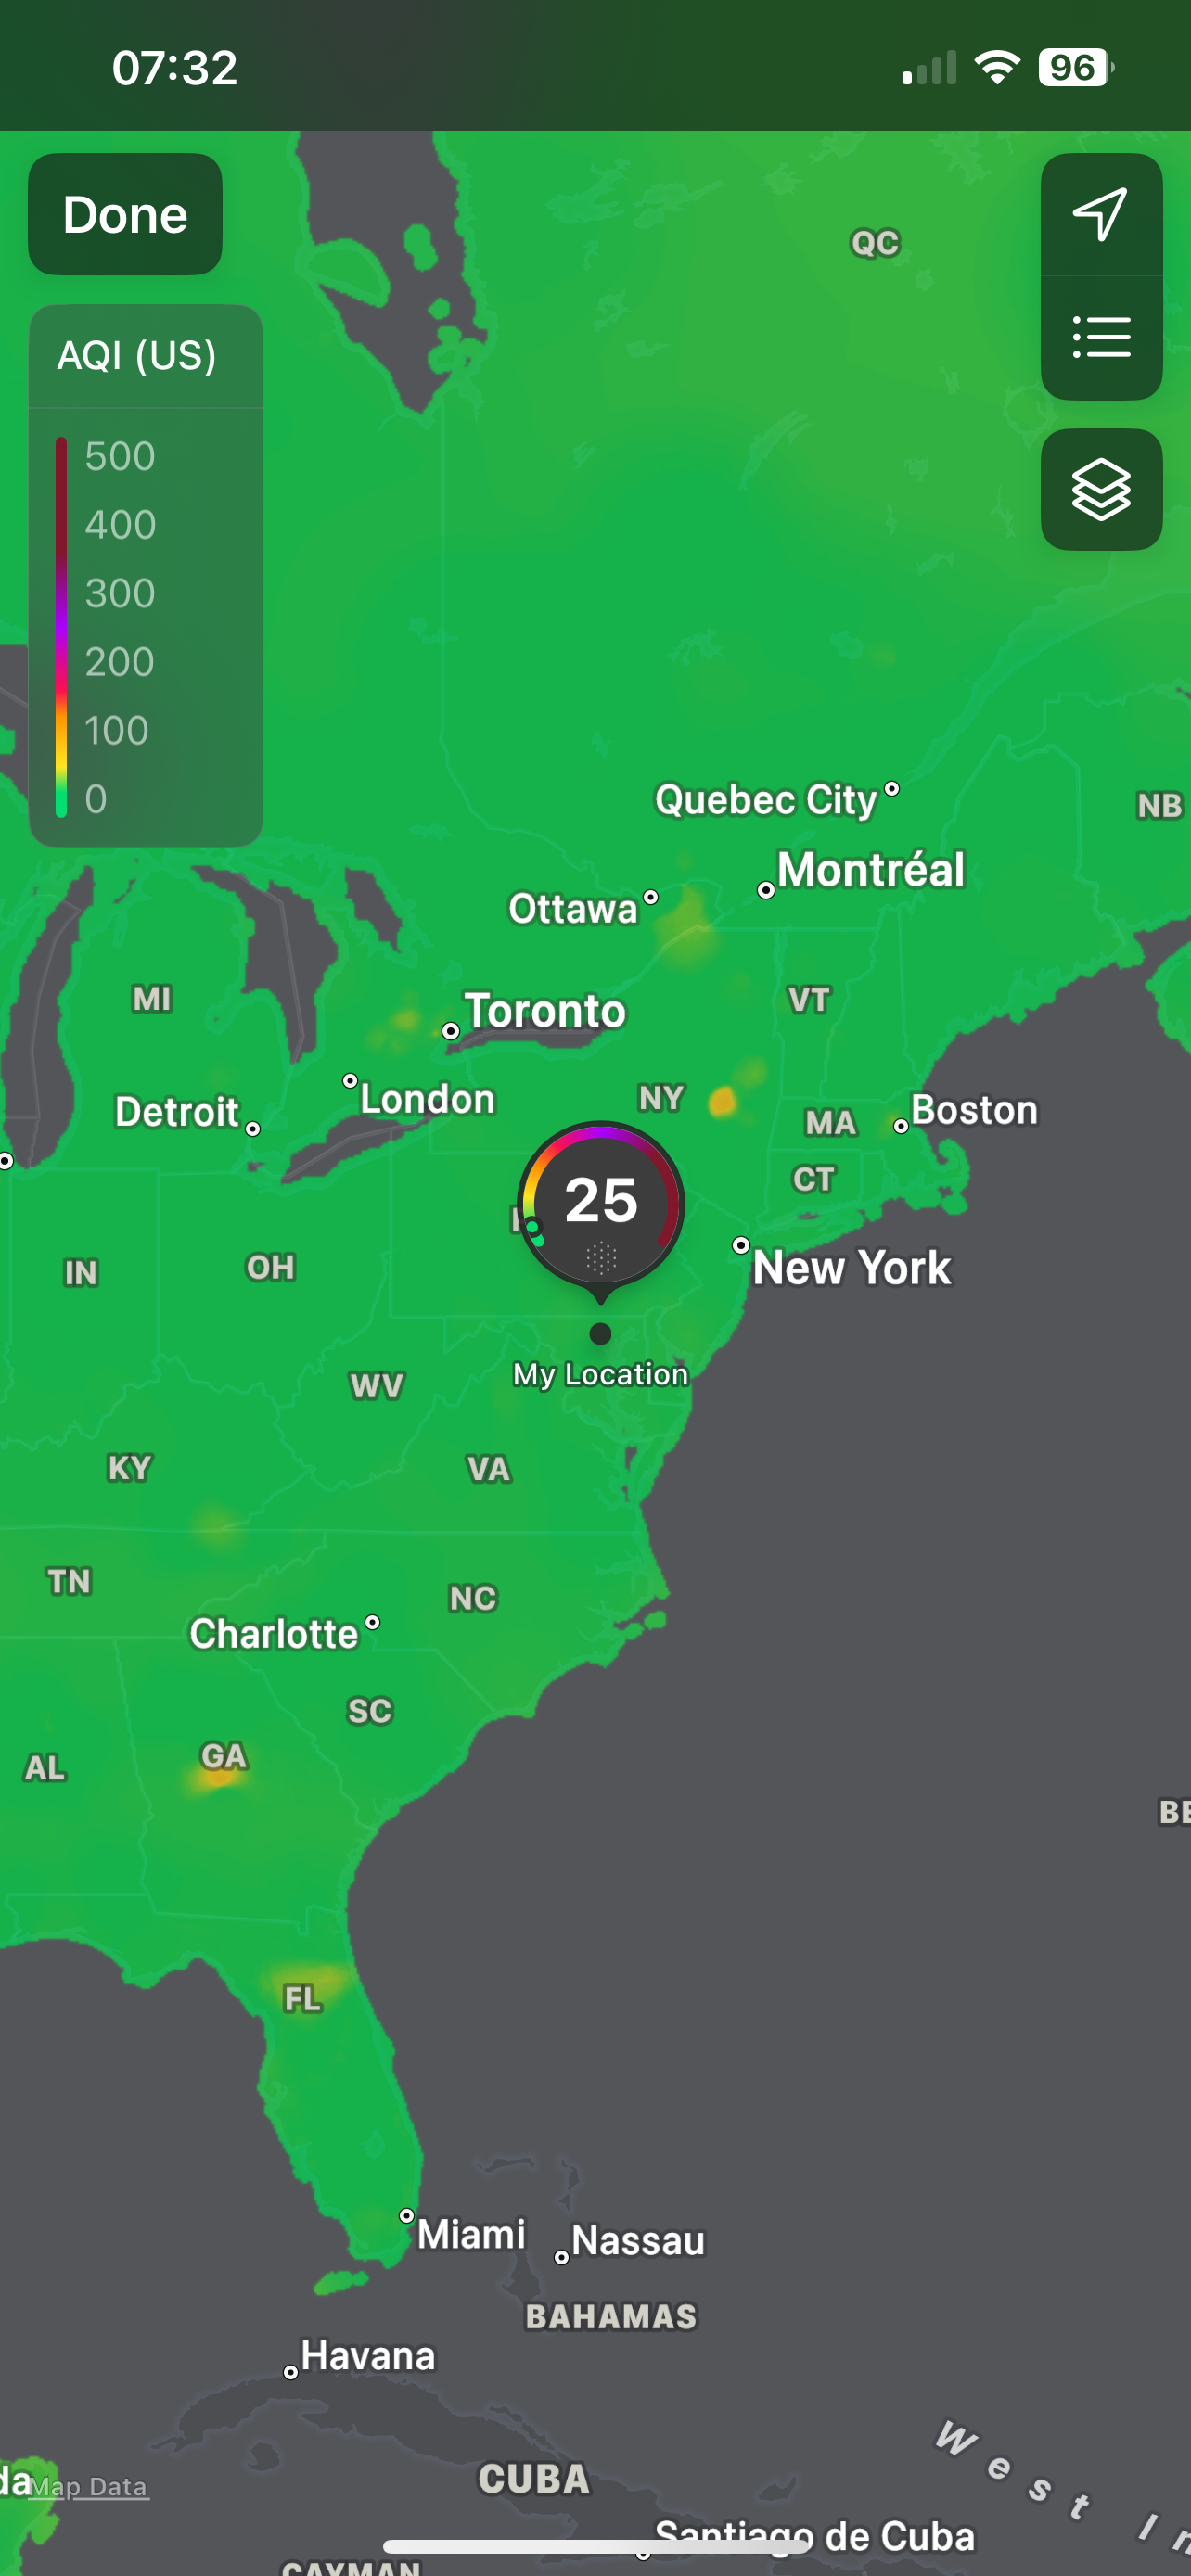 07:32
96
Done
AQI (US)
500
400
300
200
100
0
QC
Quebec City
NB
Montréal
Ottawa
MI
VT
Toronto
London
NY
Detroit
MA
Boston
CT
25
New York
IN
OH
My Location
WV
KY
VA
TN
NC
Charlotte
SC
GA
AL
FL
Miami
Nassau
BAHAMAS
Havana
West
CUBA
Map Data
Santiago de Cuba
CAYMAN